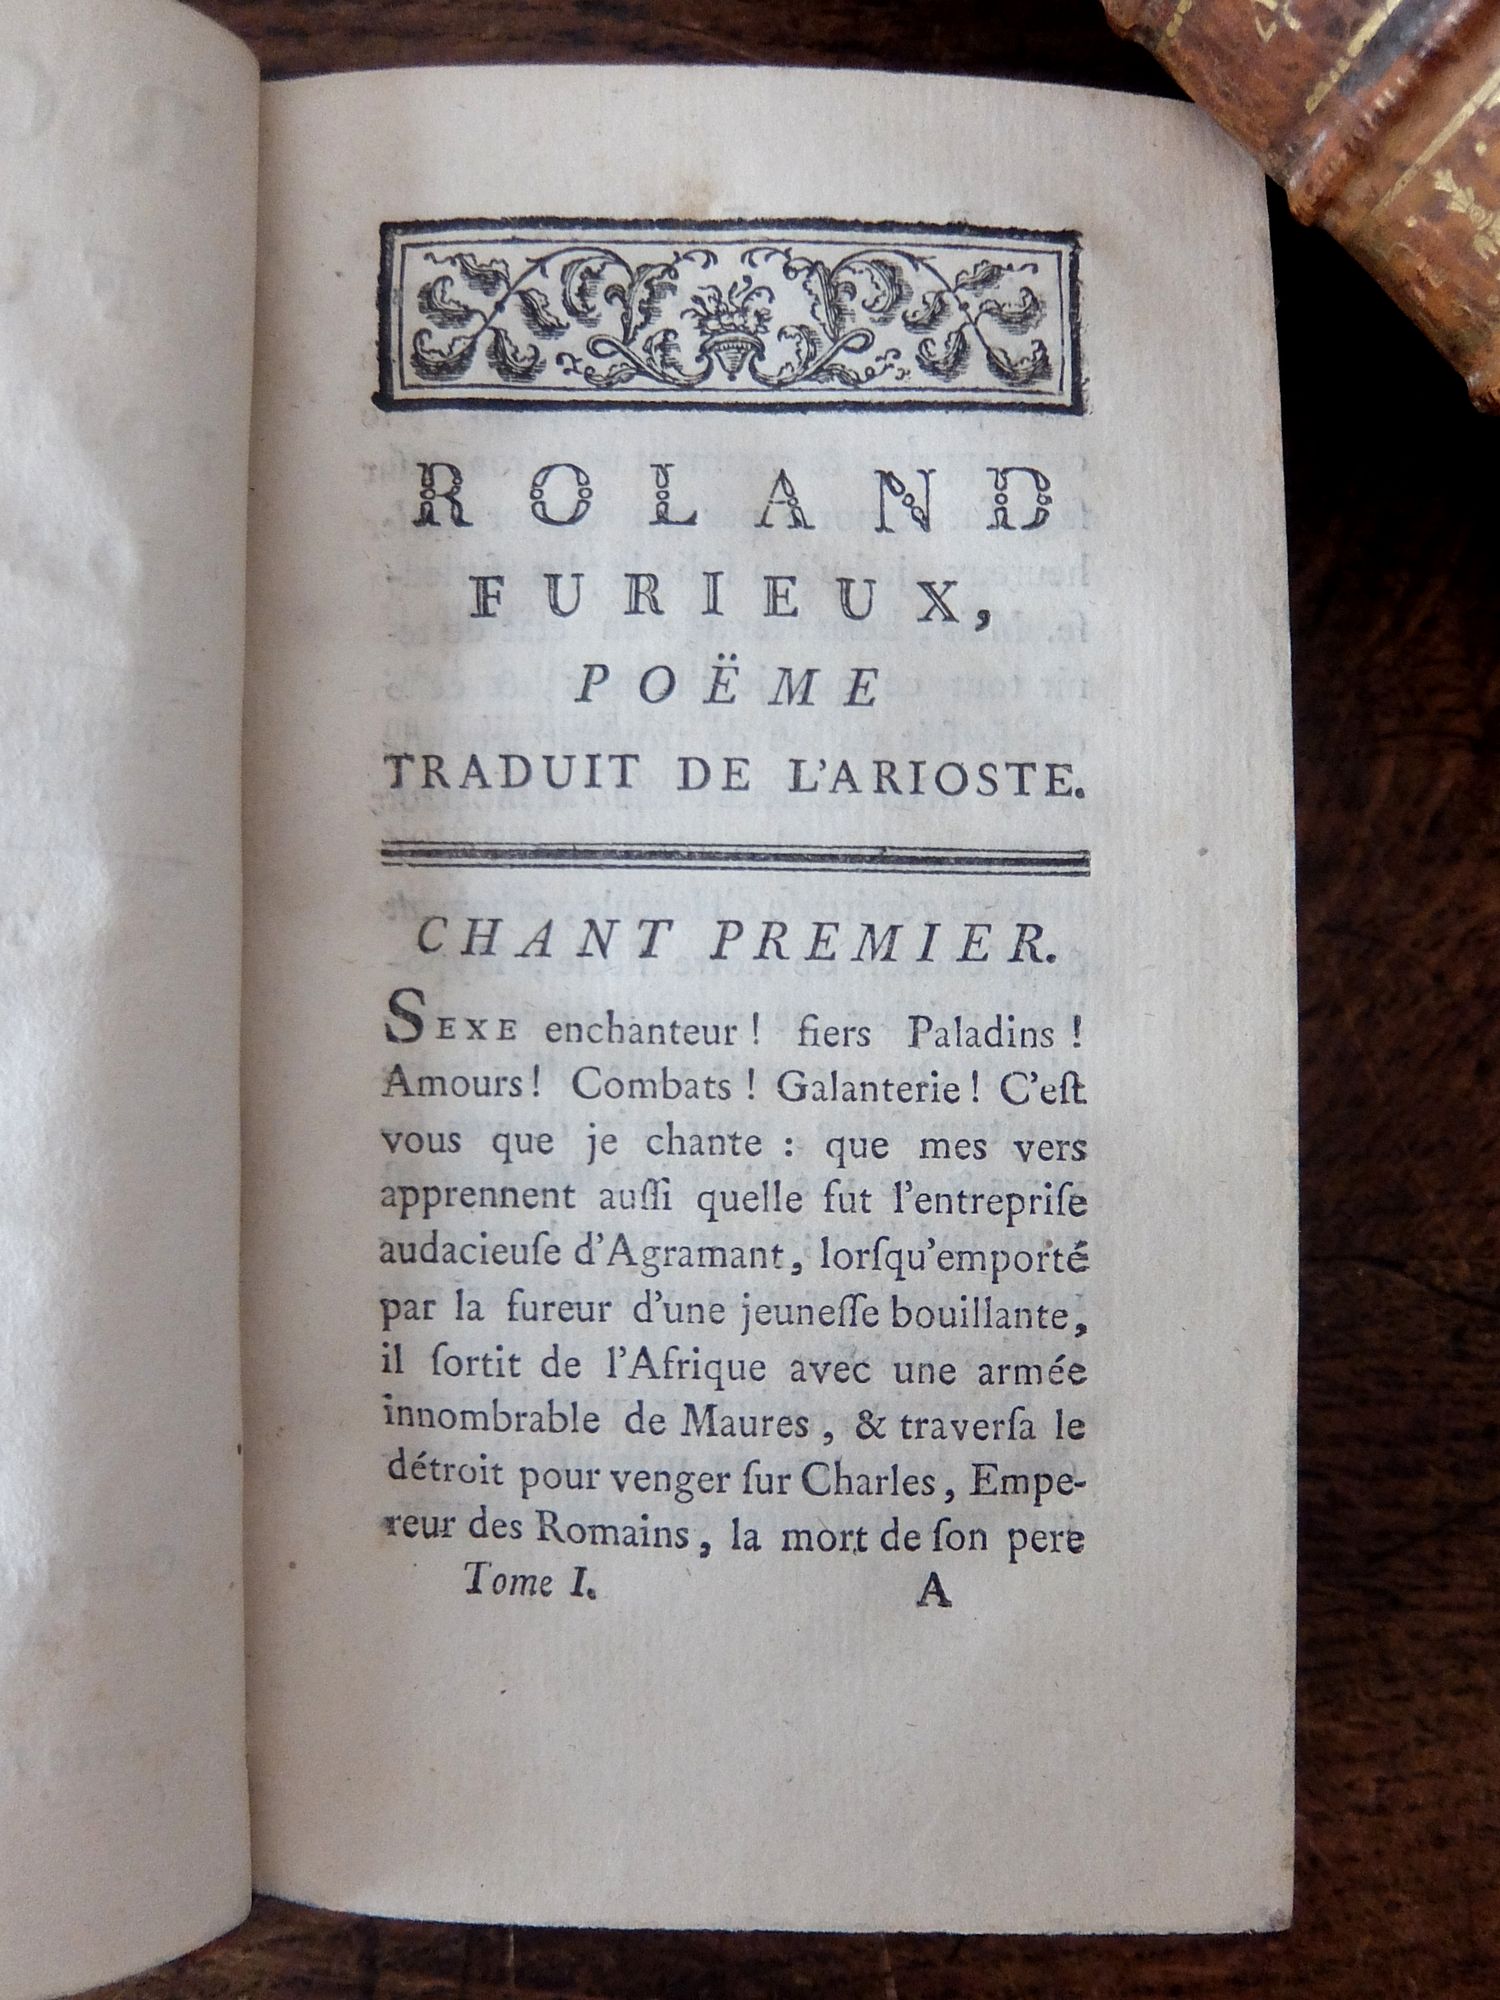 ROLAND
FURIEUX,
POËME
TRADUIT DE L'ARIOSTE.
CHANT PREMIER.
SEXE enchanteur ! fiers Paladins !
Amours ! Combats ! Galanterie ! C'eſt
vous que je chante : que mes vers
apprennent auſſi quelle fut l'entrepriſe
audacieuſe d'Agramant, lorſqu'emporté
par la fureur d'une jeuneſſe bouillante,
il ſortit de l'Afrique avec une armée
innombrable de Maures, & traverſa le
détroit pour venger ſur Charles, Empe-
reur des Romains, la mort de ſon pere
Tome I. A